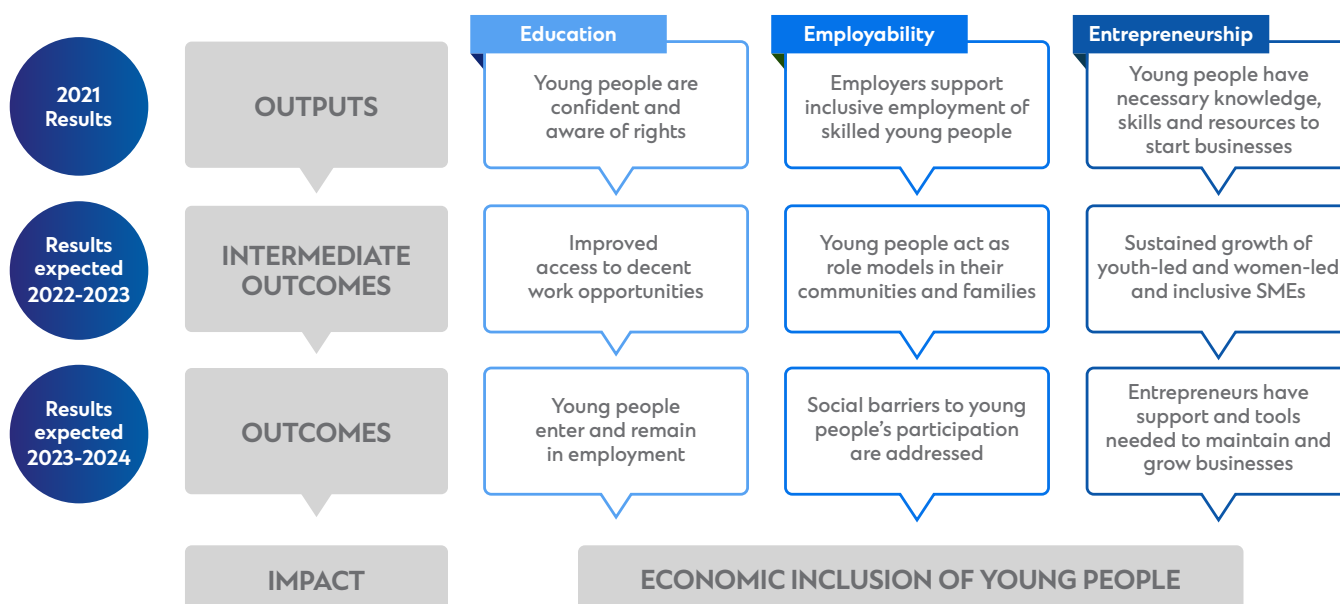 Education
Employability
Entrepreneurship
2021
Results
OUTPUTS
Young people are
confident and
aware of rights
Employers support
inclusive employment of
skilled young people
Young people have
necessary knowledge,
skills and resources to
start businesses
Results
expected
2022-2023
INTERMEDIATE
OUTCOMES
Improved
access to decent
work opportunities
Young people act as
role models in their
communities and families
Sustained growth of
youth-led and women-led
and inclusive SMEs
Results
expected
2023-2024
OUTCOMES
Young people
enter and remain
in employment
Social barriers to young
people’s participation
are addressed
Entrepreneurs have
support and tools
needed to maintain and
grow businesses
IMPACT
ECONOMIC INCLUSION OF YOUNG PEOPLE